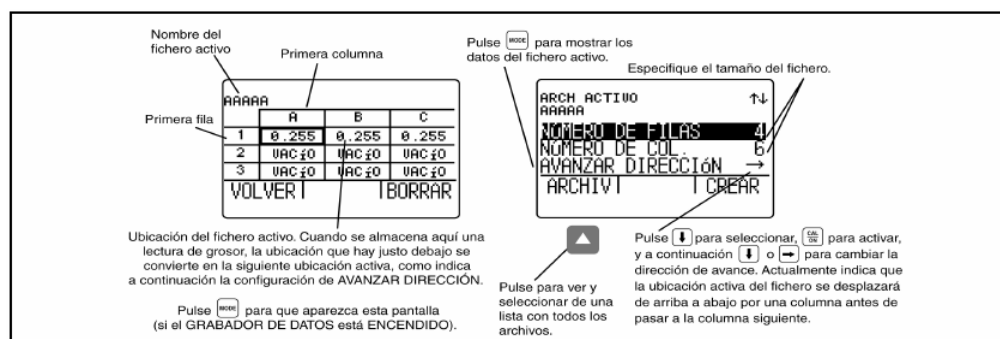 Nombre del
fichero activo
Primera columna
Primera fila
AAAAA
A B C
1 0.255 0.255 0.255
2 VACíO VACíO VACíO
3 VACíO VACíO VACíO
VOLVER BORRAR
Ubicación del fichero activo. Cuando se almacena aquí una
lectura de grosor, la ubicación que hay justo debajo se
convierte en la siguiente ubicación activa, como indica
a continuación la configuración de AVANZAR DIRECCIÓN.
Pulse MODE para que aparezca esta pantalla
(si el GRABADOR DE DATOS está ENCENDIDO).
Pulse MODE para mostrar los
datos del fichero activo.
Especifique el tamaño del fichero.
ARCH ACTIVO ↑↓
AAAAA
NúMERO DE FILAS 4
NúMERO DE COL. 6
AVANZAR DIRECCIóN →
ARCHIV CREAR
Pulse para ver y
seleccionar de una
lista con todos los
archivos.
Pulse ↓ para seleccionar, CAL ON para activar,
y a continuación ↓ o → para cambiar la
dirección de avance. Actualmente indica que
la ubicación activa del fichero se desplazará
de arriba a abajo por una columna antes de
pasar a la columna siguiente.